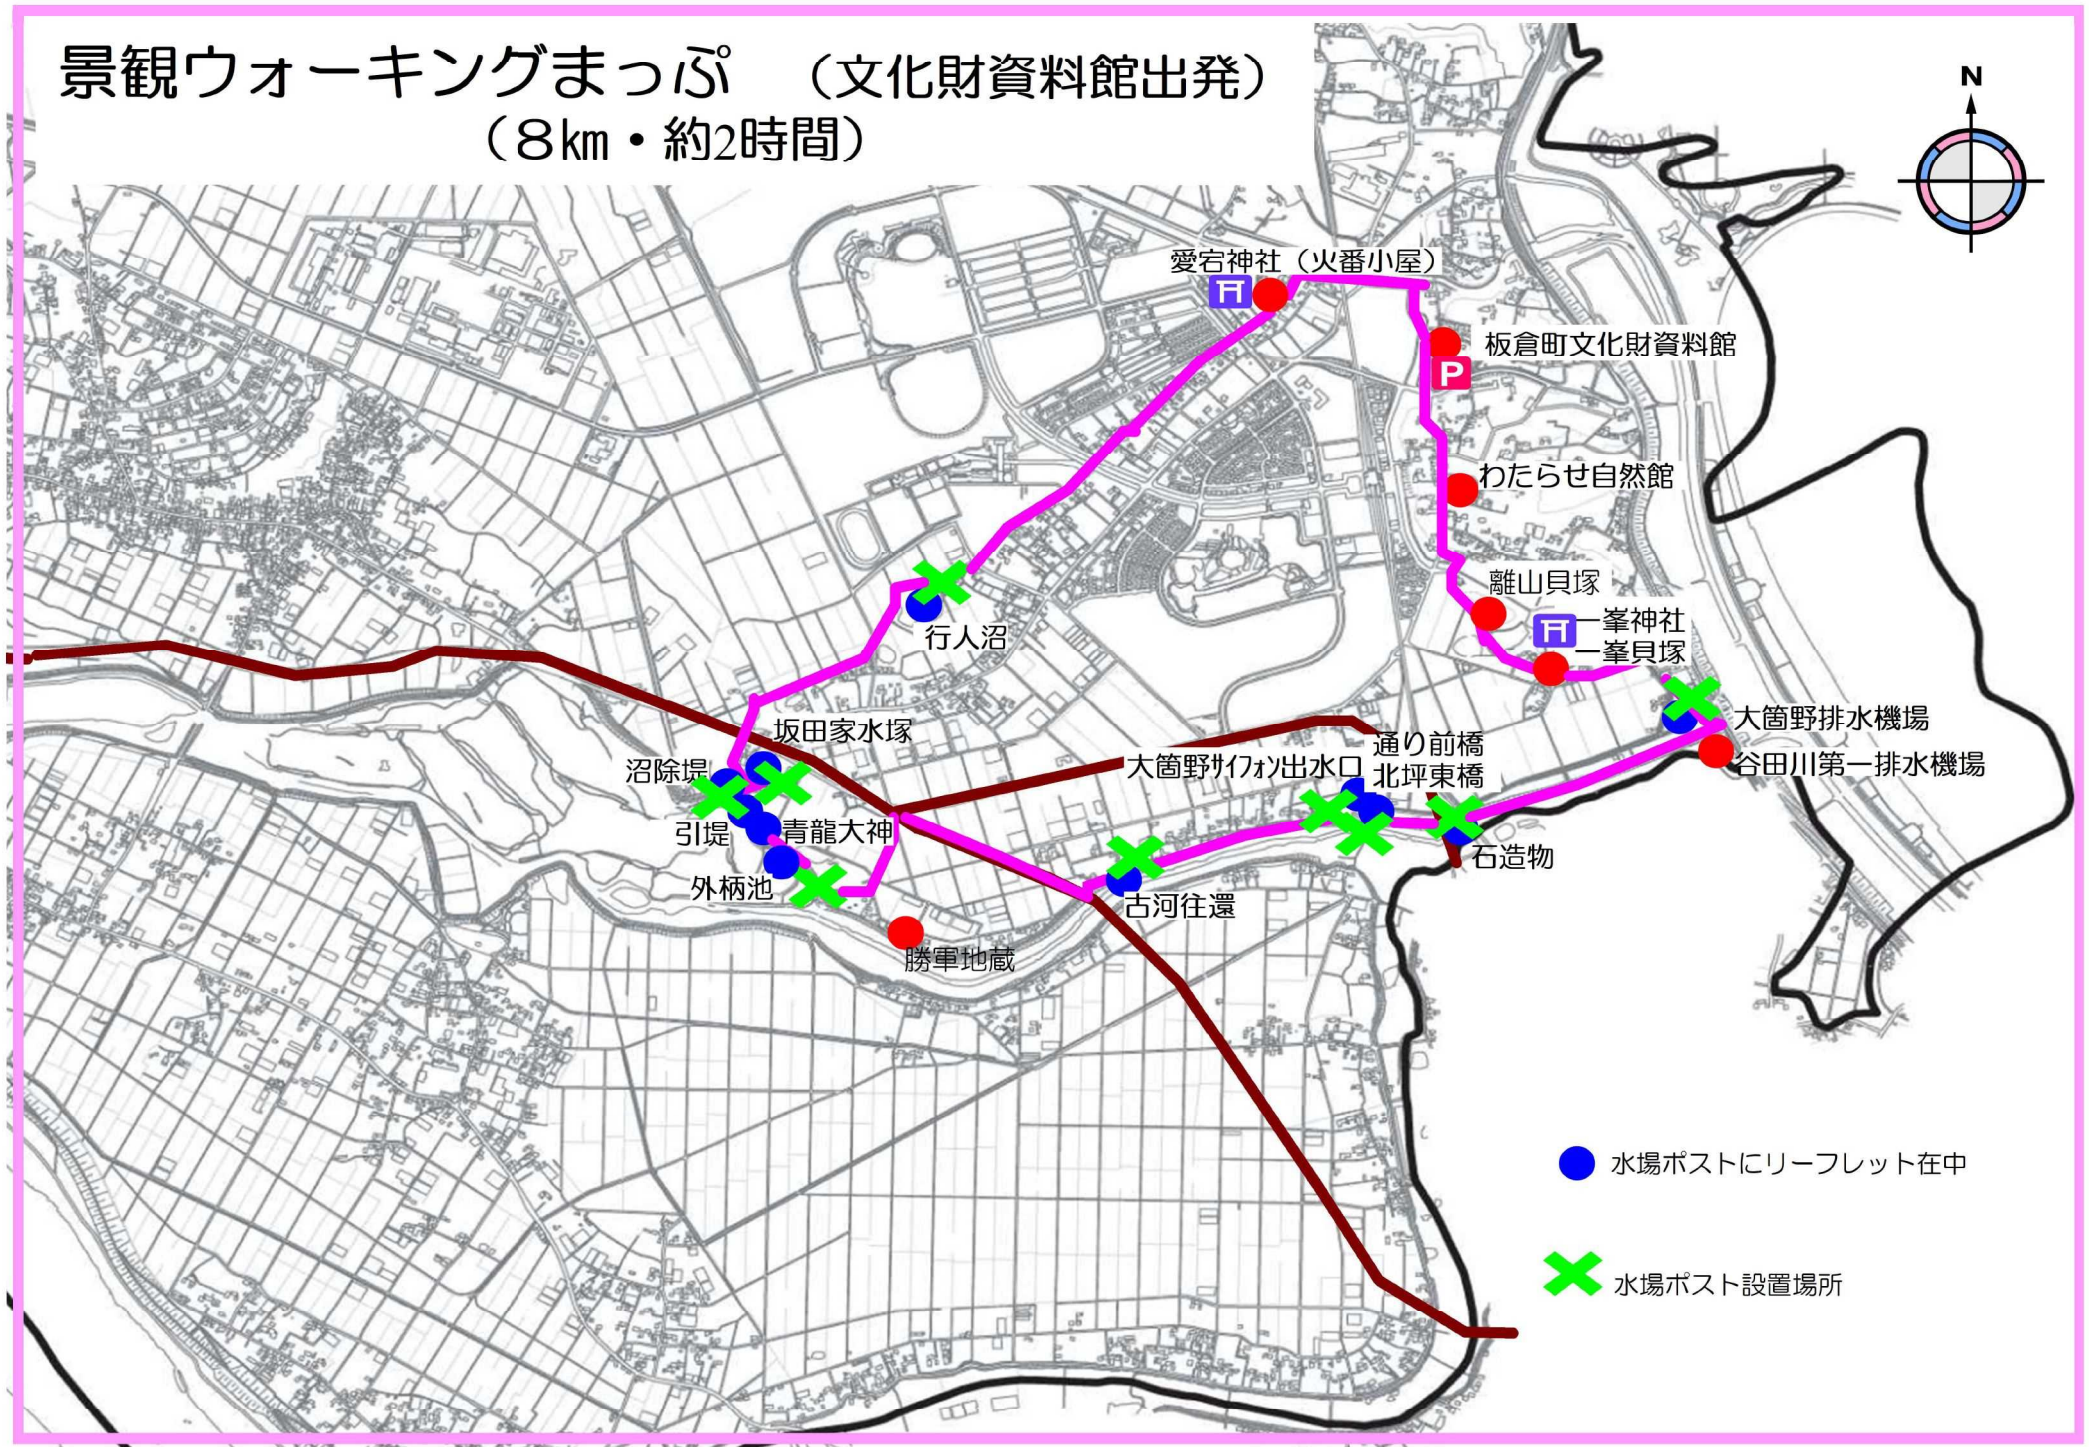 景観ウォーキングまっぷ （文化財資料館出発）
（８㎞・約2時間）
N
愛宕神社（火番小屋）
板倉町文化財資料館
P
わたらせ自然館
離山貝塚
一峯神社
一峯貝塚
行人沼
大箇野排水機場
坂田家水塚
通り前橋
沼除堤
大箇野ｻｲﾌｫﾝ出水口
北坪東橋
谷田川第一排水機場
引堤
青龍大神
石造物
外柄池
古河往還
勝軍地蔵
水場ポストにリーフレット在中
水場ポスト設置場所